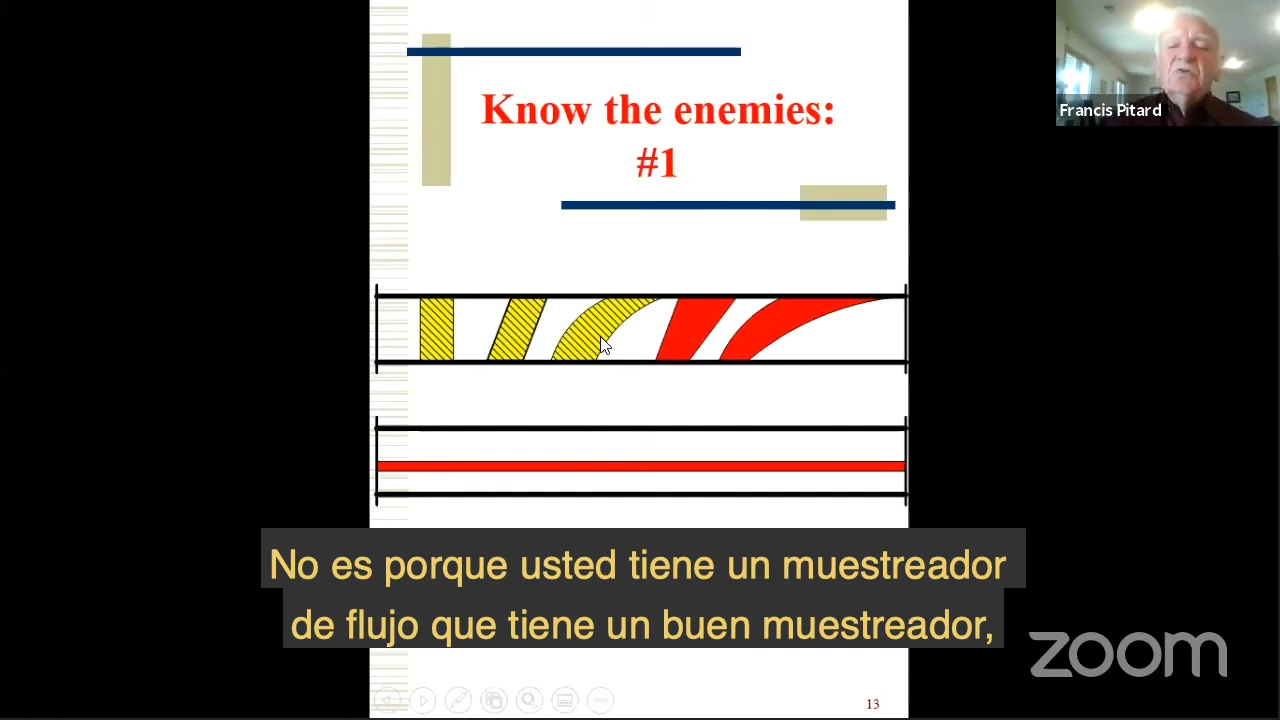 Know the enemies:
#1
Francis Pitard
No es porque usted tiene un muestreador
de flujo que tiene un buen muestreador,
zoom
13